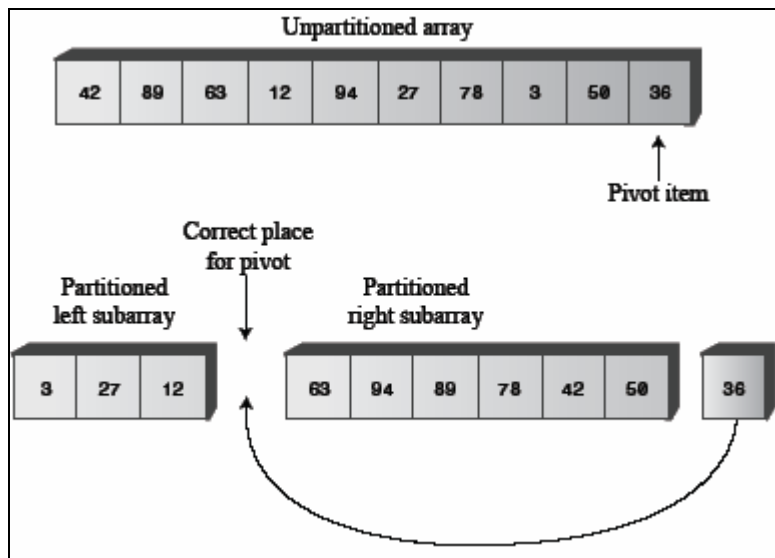 Unpartitioned array
42 89 63 12 94 27 78 3 50 36
Pivot item
Correct place
for pivot
Partitioned
left subarray
Partitioned
right subarray
3 27 12
63 94 89 78 42 50
36